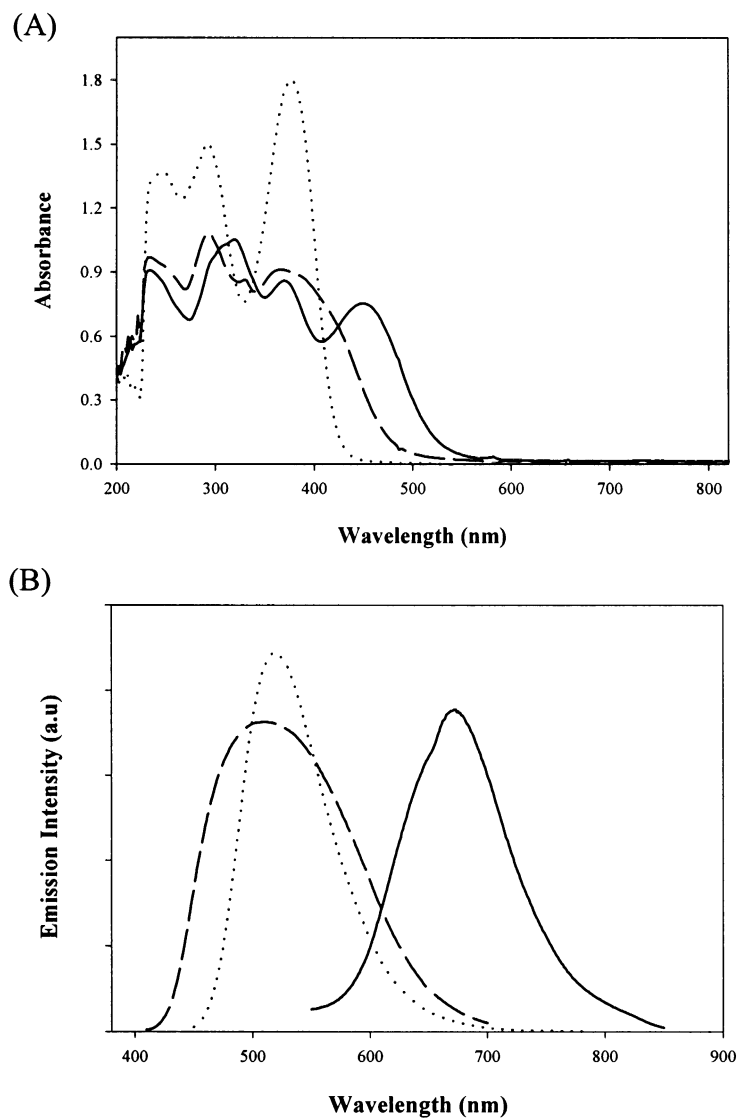 (A)
1.8
1.5
1.2
0.9
0.6
0.3
0.0
Absorbance
200 300 400 500 600 700 800
Wavelength (nm)
(B)
Emission Intensity (a.u)
400 500 600 700 800 900
Wavelength (nm)